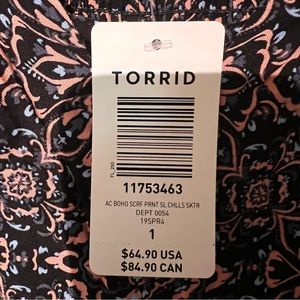 TORRID
FL_290
11753463
AC BOHO SCRF PRNT SL CHLLS SKTR
DEPT 0054
19SPR4
1
$64.90 USA
$84.90 CAN